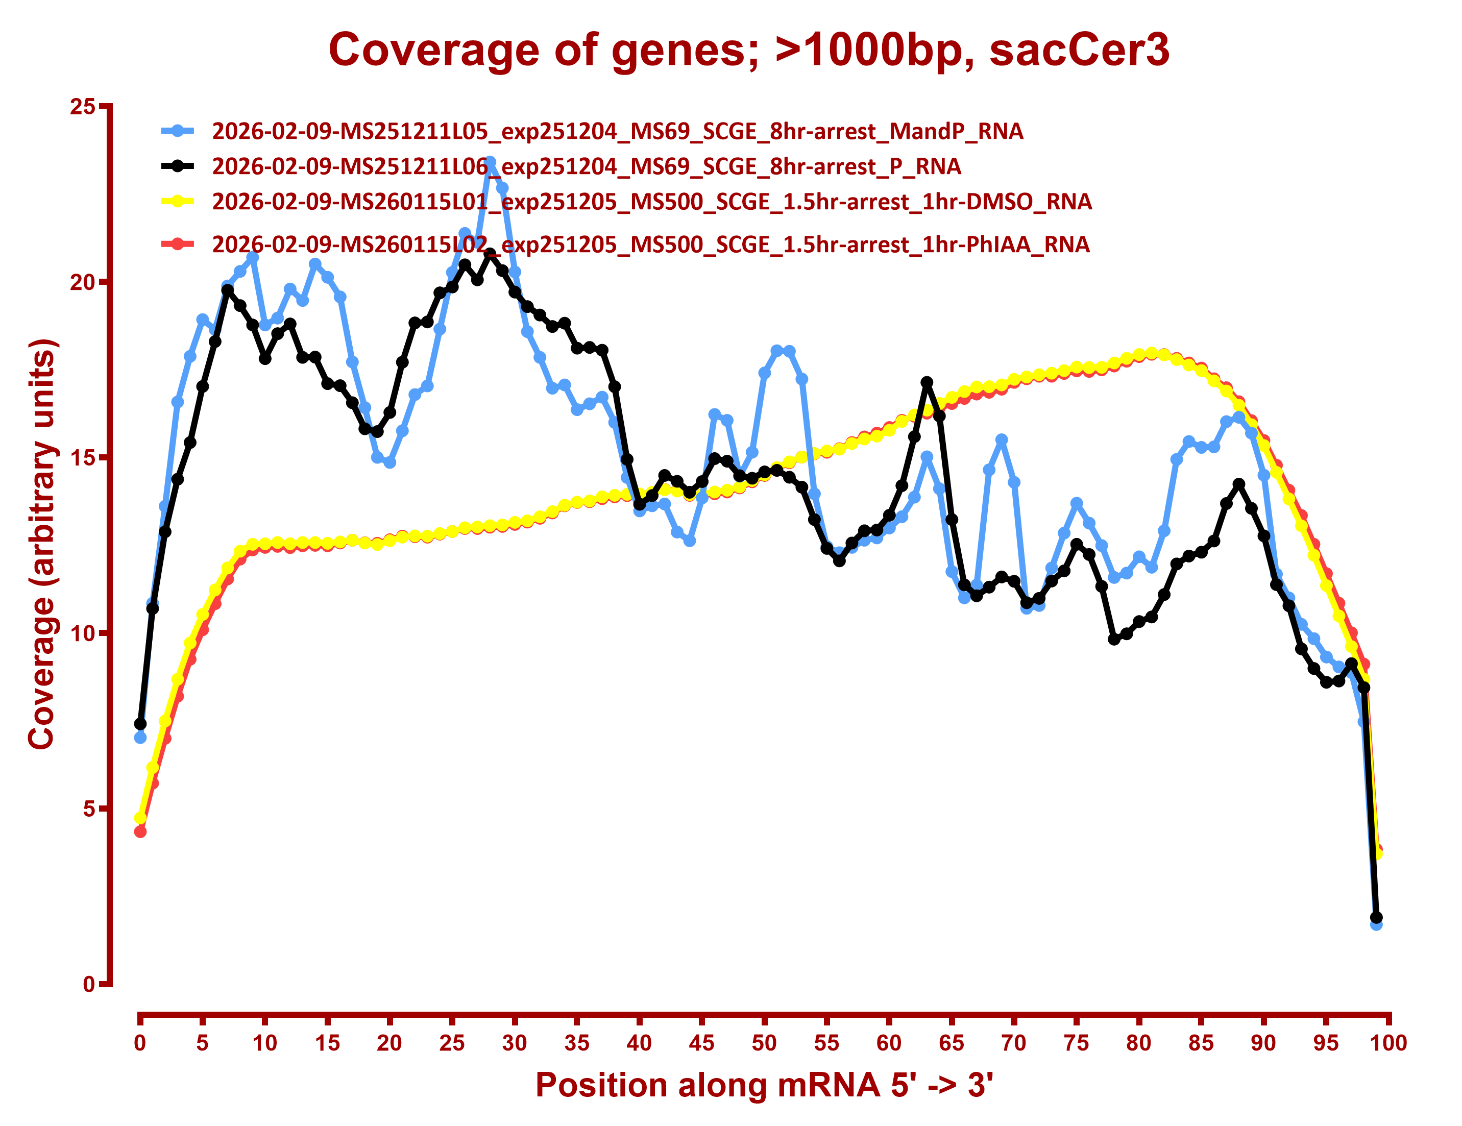 Coverage of genes; >1000bp, sacCer3
25
2026-02-09-MS251211L05_exp251204_MS69_SCGE_8hr-arrest_MandP_RNA
2026-02-09-MS251211L06_exp251204_MS69_SCGE_8hr-arrest_P_RNA
2026-02-09-MS260115L01_exp251205_MS500_SCGE_1.5hr-arrest_1hr-DMSO_RNA
2026-02-09-MS260115L02_exp251205_MS500_SCGE_1.5hr-arrest_1hr-PhIAA_RNA
20
15
10
5
0
Coverage (arbitrary units)
0 5 10 15 20 25 30 35 40 45 50 55 60 65 70 75 80 85 90 95 100
Position along mRNA 5' -> 3'